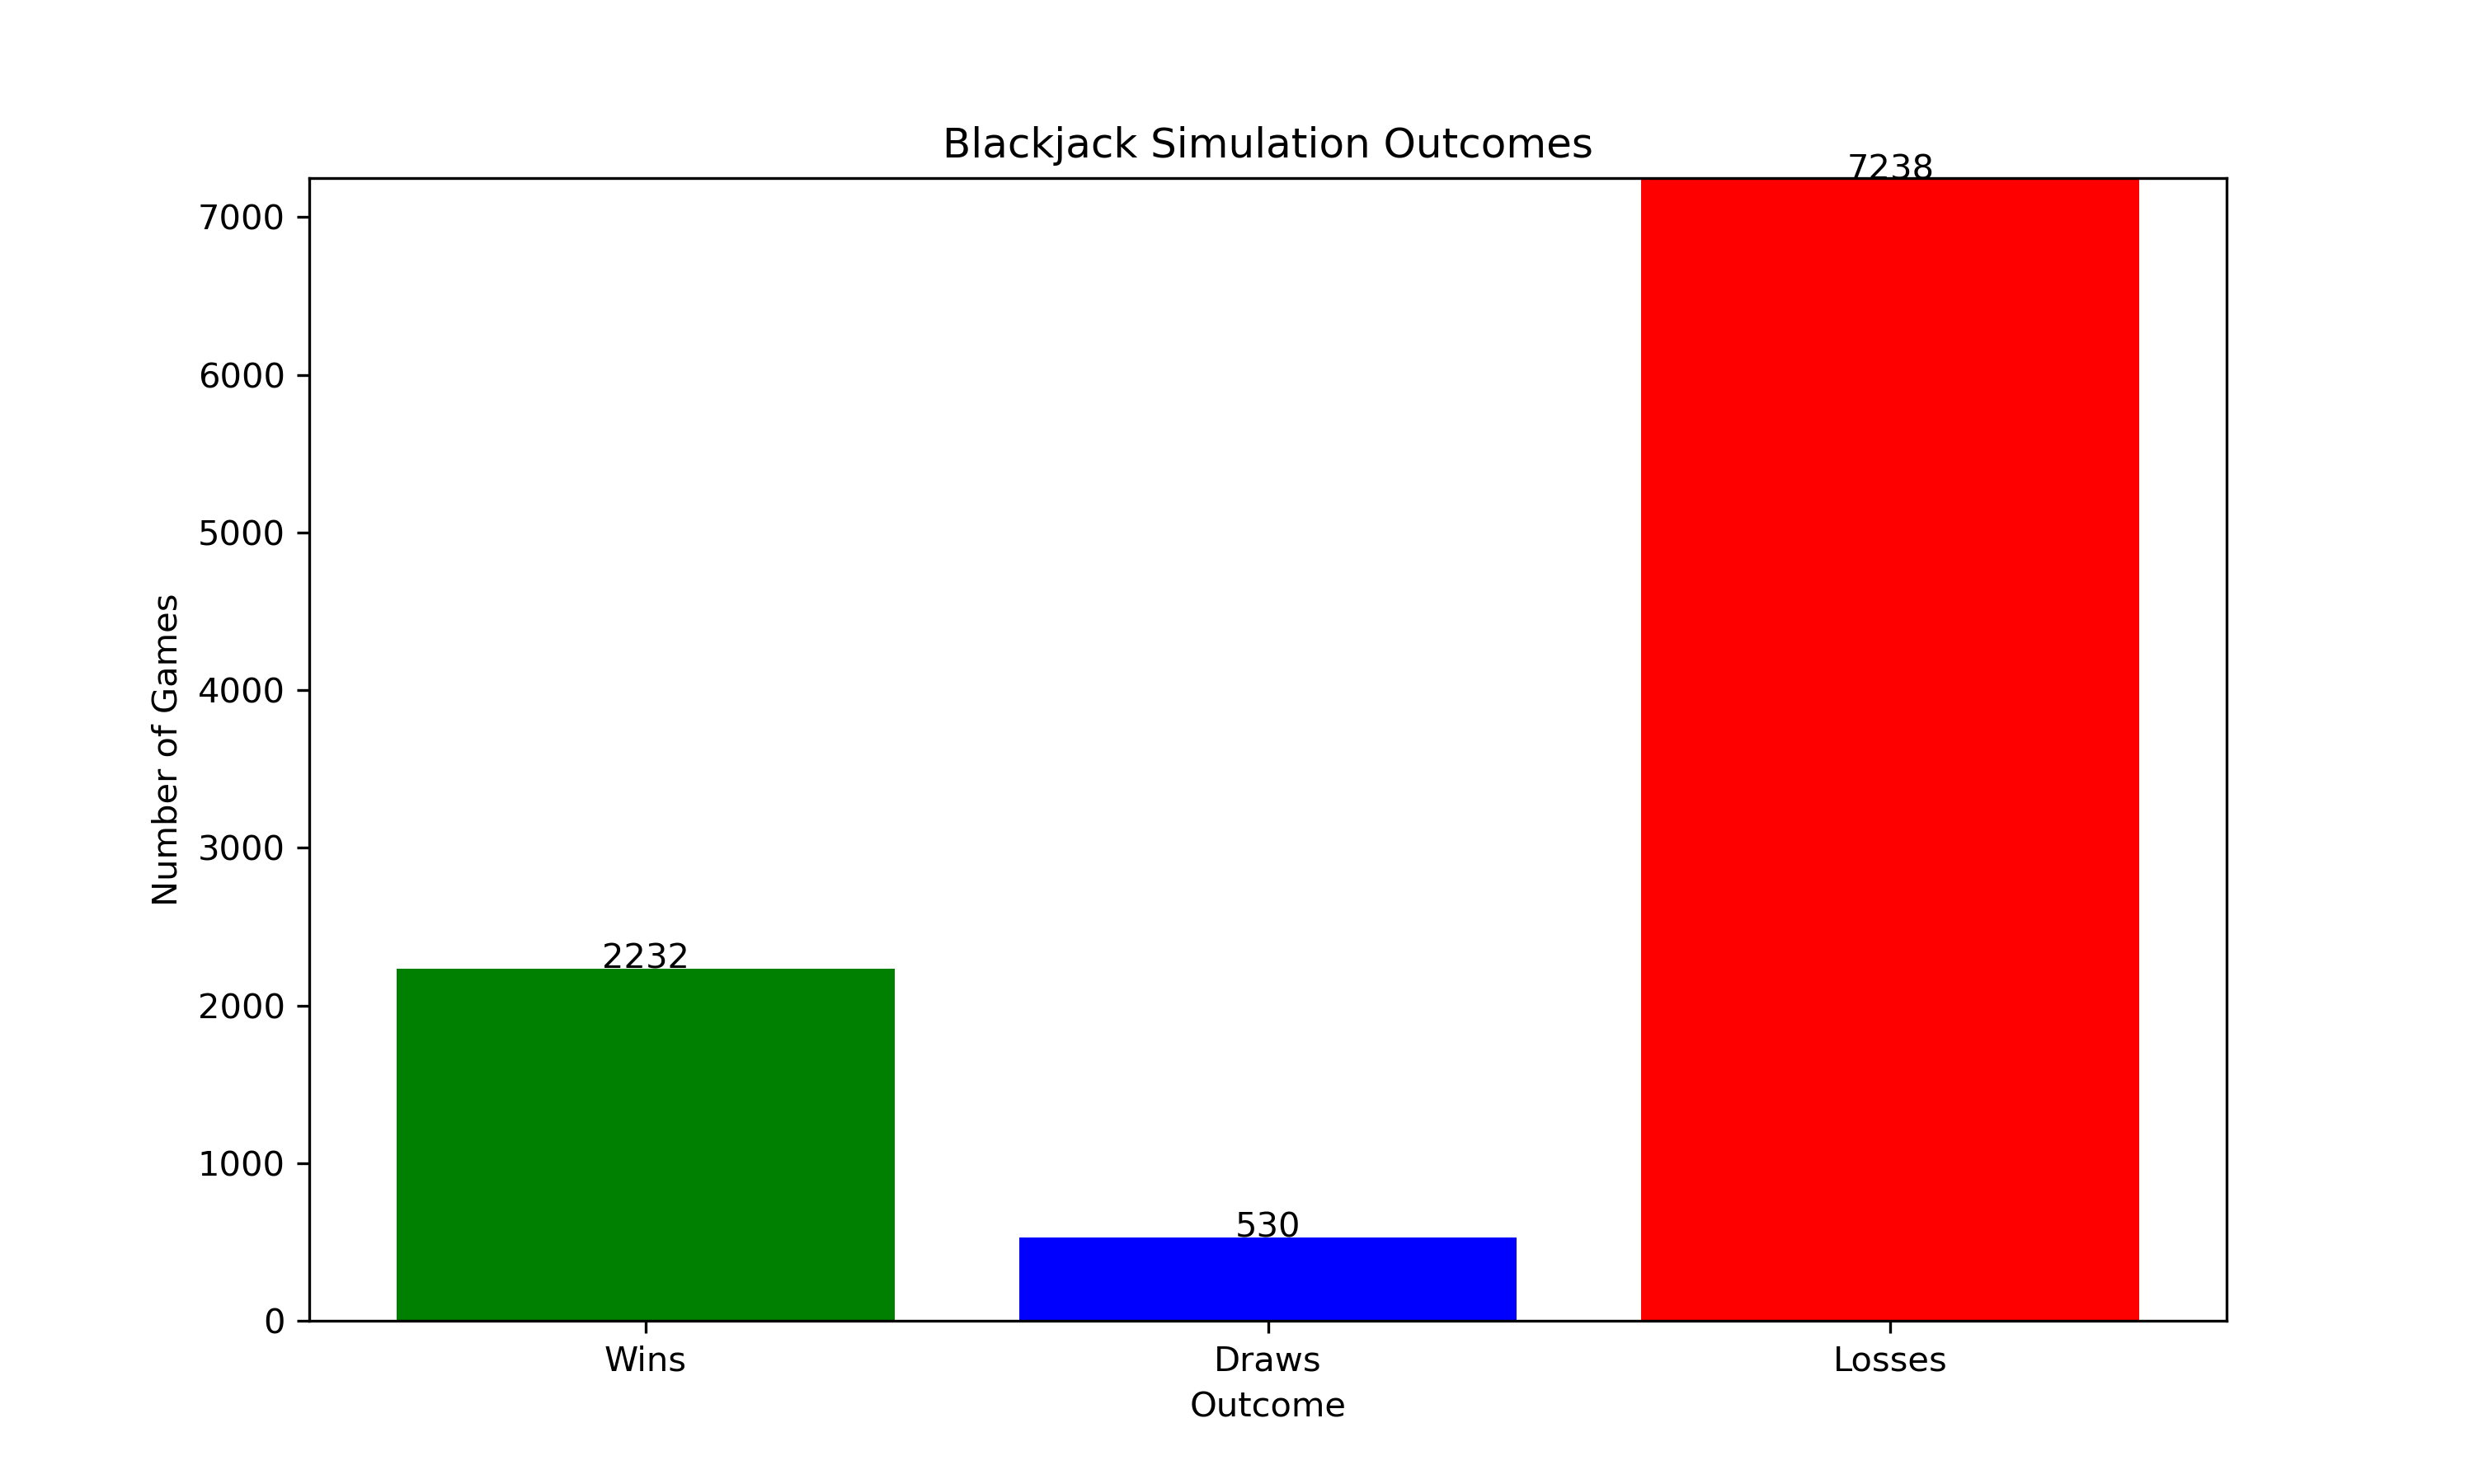 Blackjack Simulation Outcomes
7238
7000
6000
5000
4000
3000
2000
1000
0
Number of Games
2232
530
Wins
Draws
Losses
Outcome